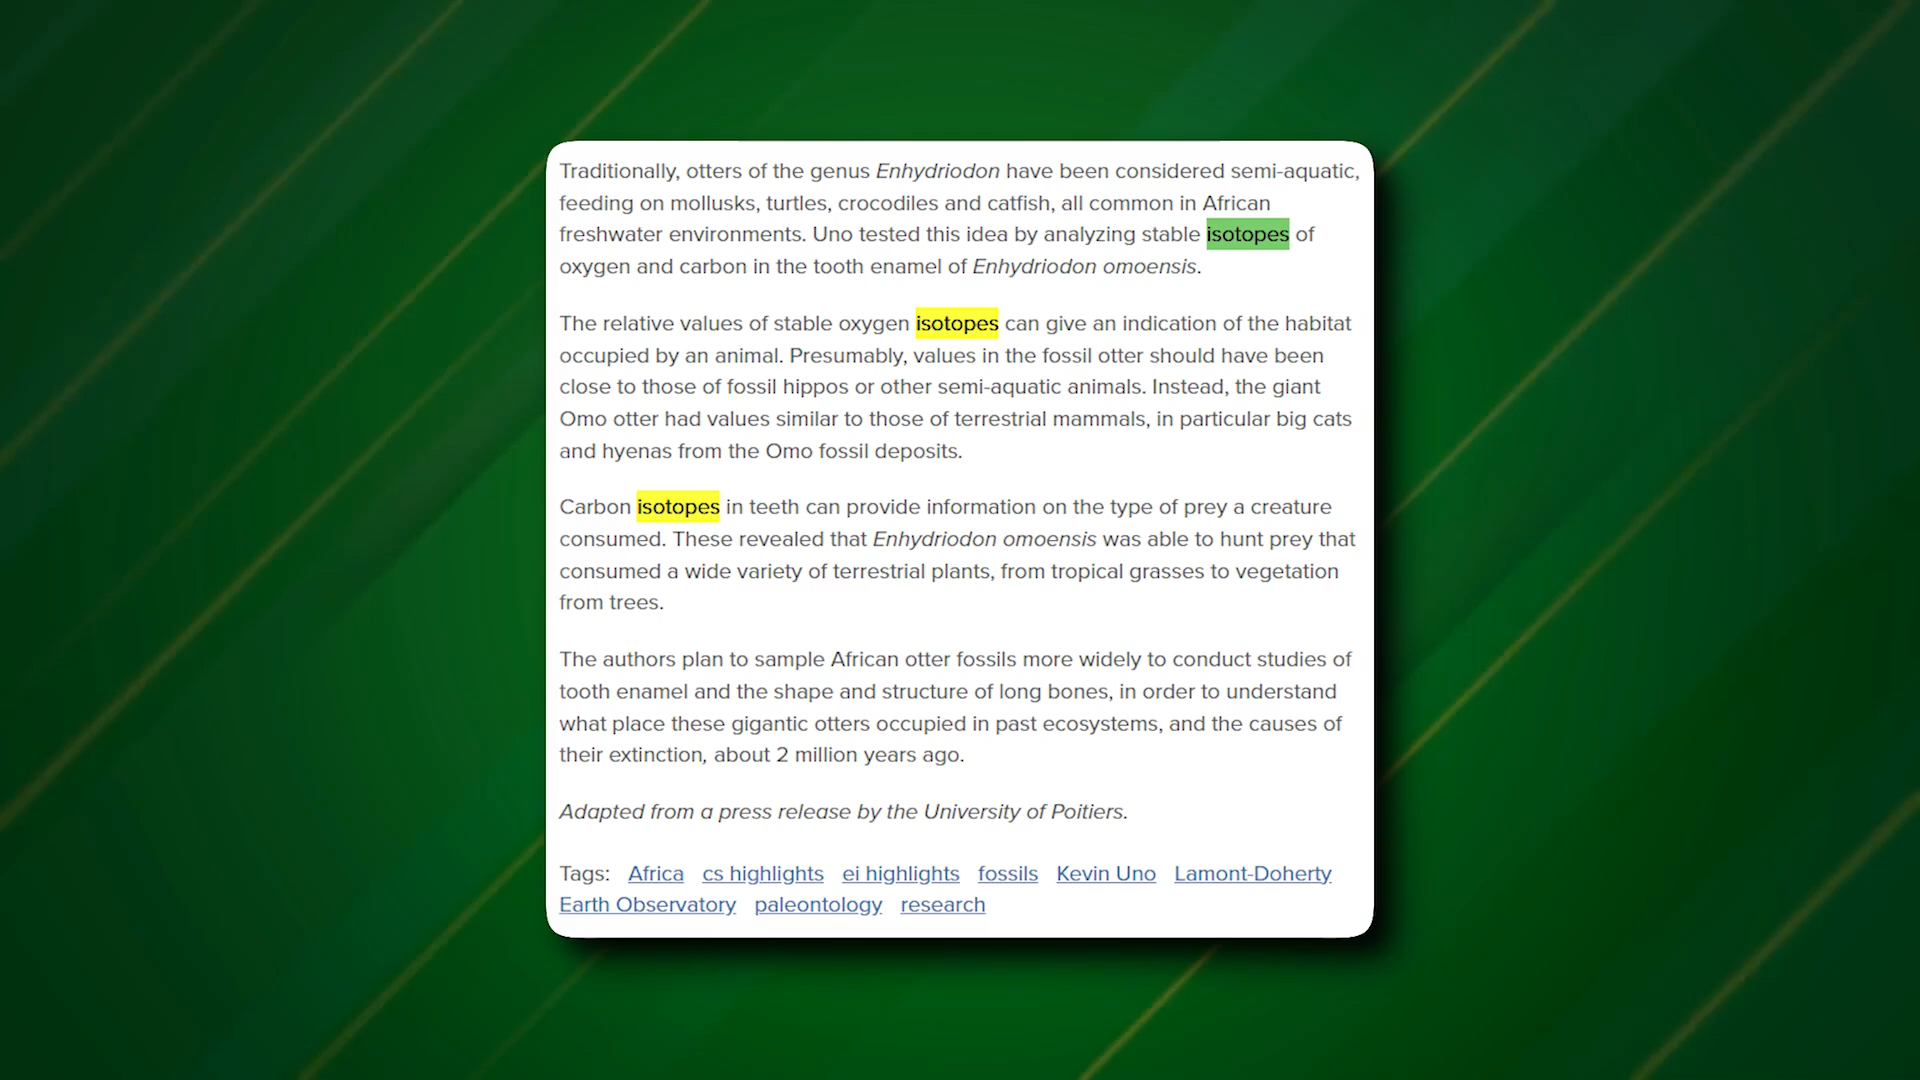 Traditionally, otters of the genus Enhydriodon have been considered semi-aquatic,
feeding on mollusks, turtles, crocodiles and catfish, all common in African
freshwater environments. Uno tested this idea by analyzing stable isotopes of
oxygen and carbon in the tooth enamel of Enhydriodon omoensis.
The relative values of stable oxygen isotopes can give an indication of the habitat
occupied by an animal. Presumably, values in the fossil otter should have been
close to those of fossil hippos or other semi-aquatic animals. Instead, the giant
Omo otter had values similar to those of terrestrial mammals, in particular big cats
and hyenas from the Omo fossil deposits.
Carbon isotopes in teeth can provide information on the type of prey a creature
consumed. These revealed that Enhydriodon omoensis was able to hunt prey that
consumed a wide variety of terrestrial plants, from tropical grasses to vegetation
from trees.
The authors plan to sample African otter fossils more widely to conduct studies of
tooth enamel and the shape and structure of long bones, in order to understand
what place these gigantic otters occupied in past ecosystems, and the causes of
their extinction, about 2 million years ago.
Adapted from a press release by the University of Poitiers.
Tags: Africa cs highlights ei highlights fossils Kevin Uno Lamont-Doherty
Earth Observatory paleontology research